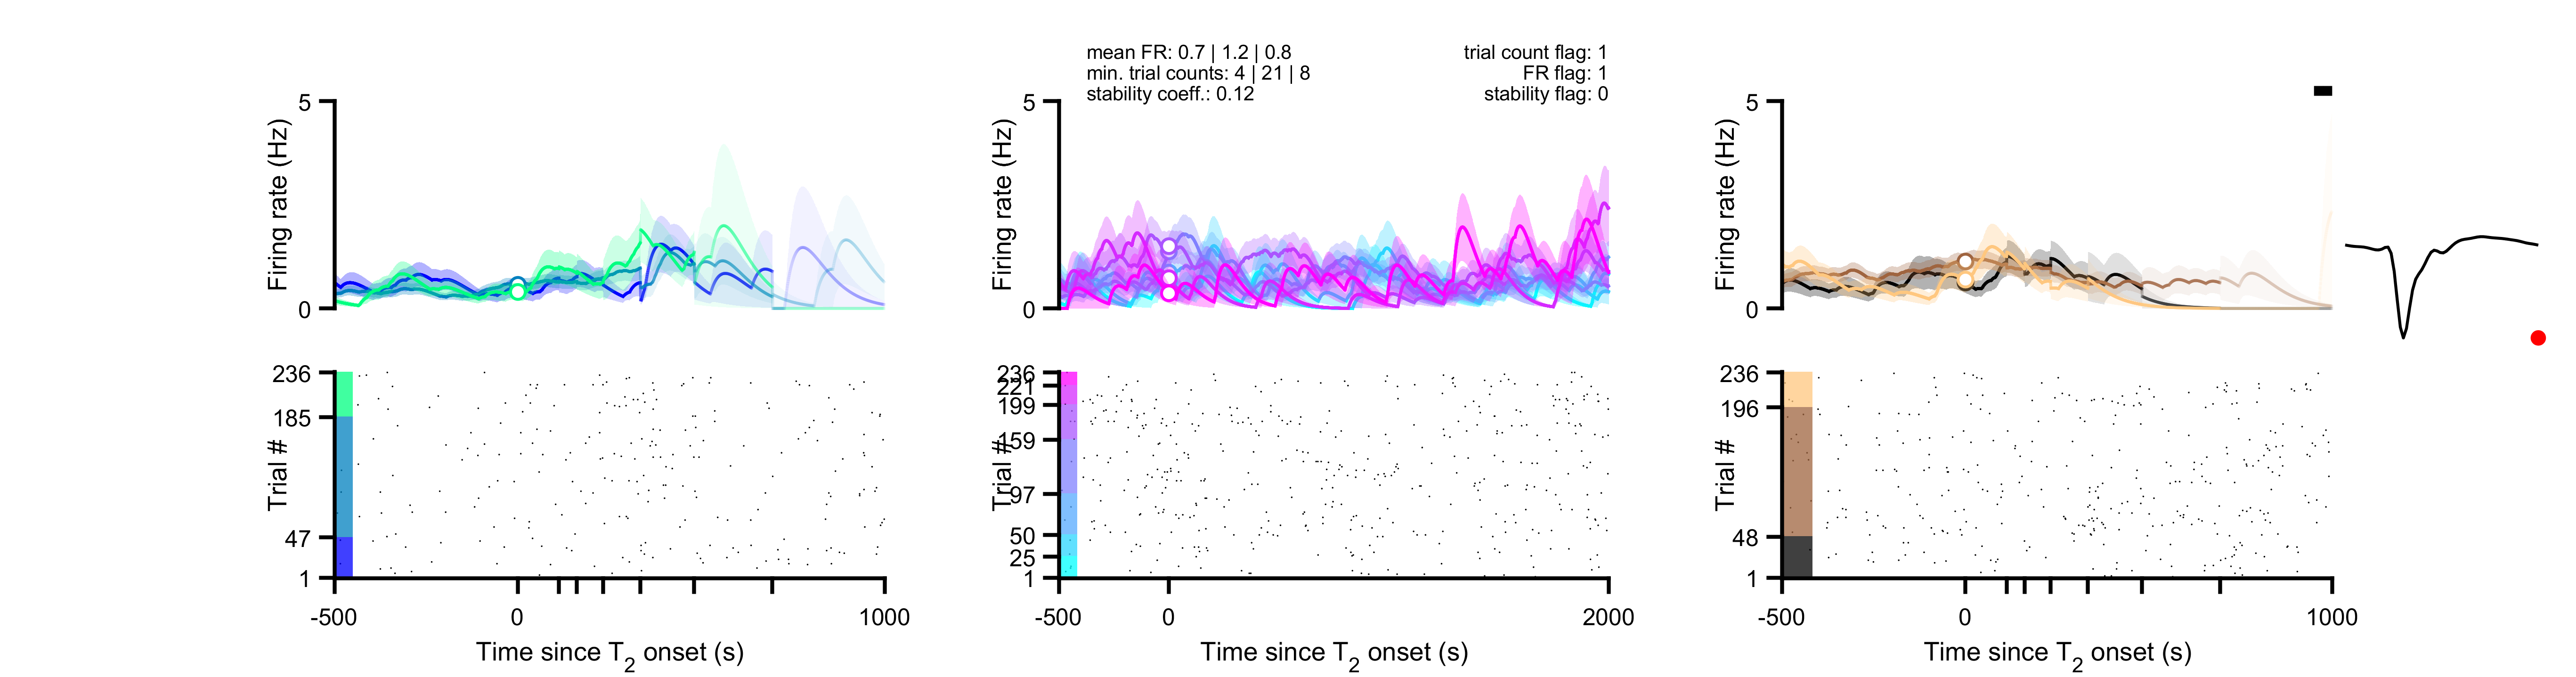 mean FR: 0.7 | 1.2 | 0.8
min. trial counts: 4 | 21 | 8
stability coeff.: 0.12
trial count flag: 1
FR flag: 1
stability flag: 0
5
0
Firing rate (Hz)
5
0
Firing rate (Hz)
5
0
Firing rate (Hz)
236
185
47
1
Trial #
-500
0
1000
Time since T2 onset (s)
236
221
199
159
97
50
25
1
Trial #
-500
0
2000
Time since T2 onset (s)
236
196
48
1
Trial #
-500
0
1000
Time since T2 onset (s)